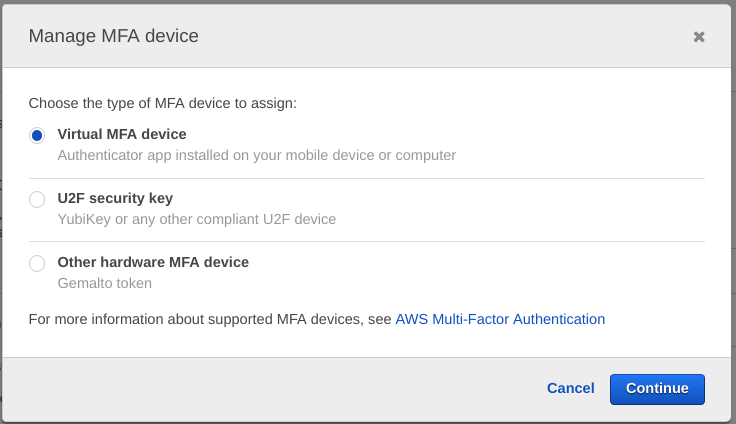 Manage MFA device
Choose the type of MFA device to assign:
Virtual MFA device
Authenticator app installed on your mobile device or computer
U2F security key
YubiKey or any other compliant U2F device
Other hardware MFA device
Gemalto token
For more information about supported MFA devices, see AWS Multi-Factor Authentication
Cancel Continue